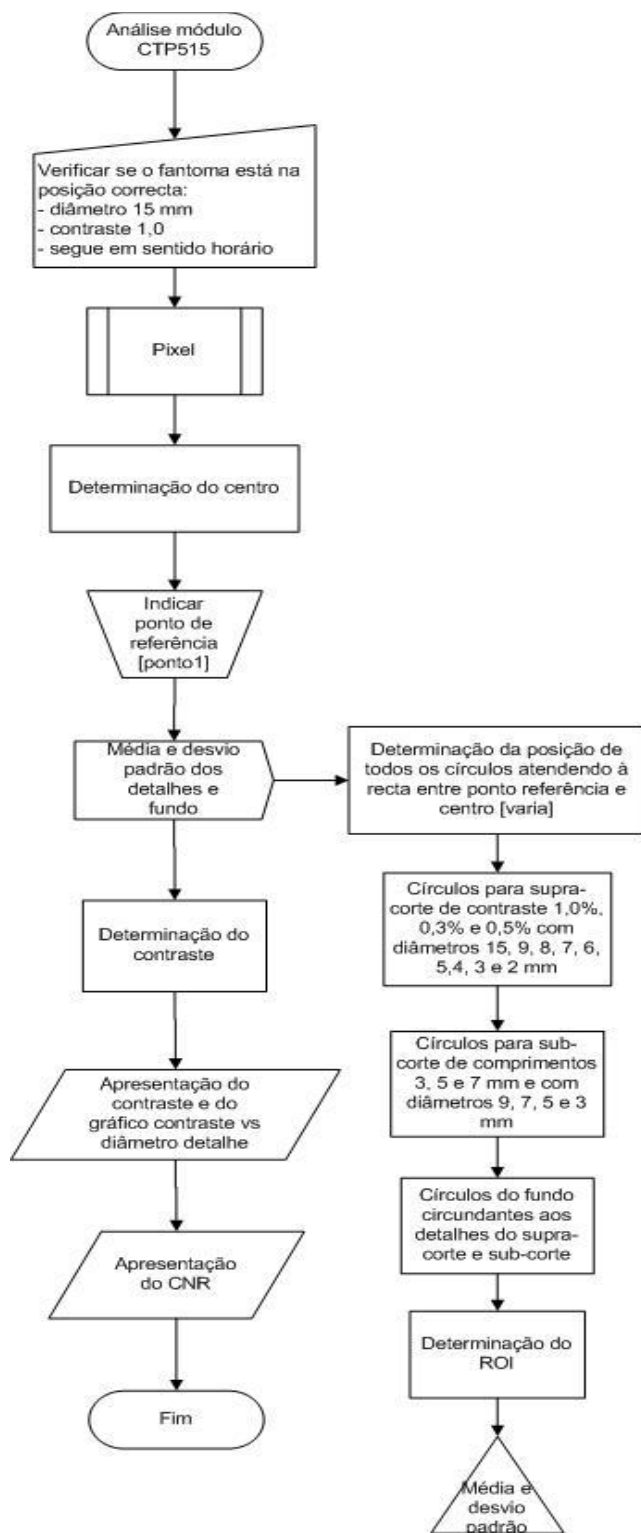 Análise módulo
CTP515
Verificar se o fantoma está na
posição correcta:
- diâmetro 15 mm
- contraste 1,0
- segue em sentido horário
Pixel
Determinação do centro
Indicar
ponto de
referência
[ponto1]
Média e desvio
padrão dos
detalhes e
fundo
Determinação do
contraste
Apresentação do
contraste e do
gráfico contraste vs
diâmetro detalhe
Apresentação
do CNR
Fim
Determinação da posição de
todos os círculos atendendo à
recta entre ponto referência e
centro [varia]
Círculos para supra-
corte de contraste 1,0%,
0,3% e 0,5% com
diâmetros 15, 9, 8, 7, 6,
5,4, 3 e 2 mm
Círculos para sub-
corte de comprimentos
3, 5 e 7 mm e com
diâmetros 9, 7, 5 e 3
mm
Círculos do fundo
circundantes aos
detalhes do supra-
corte e sub-corte
Determinação do
ROI
Média e
desvio
padrão